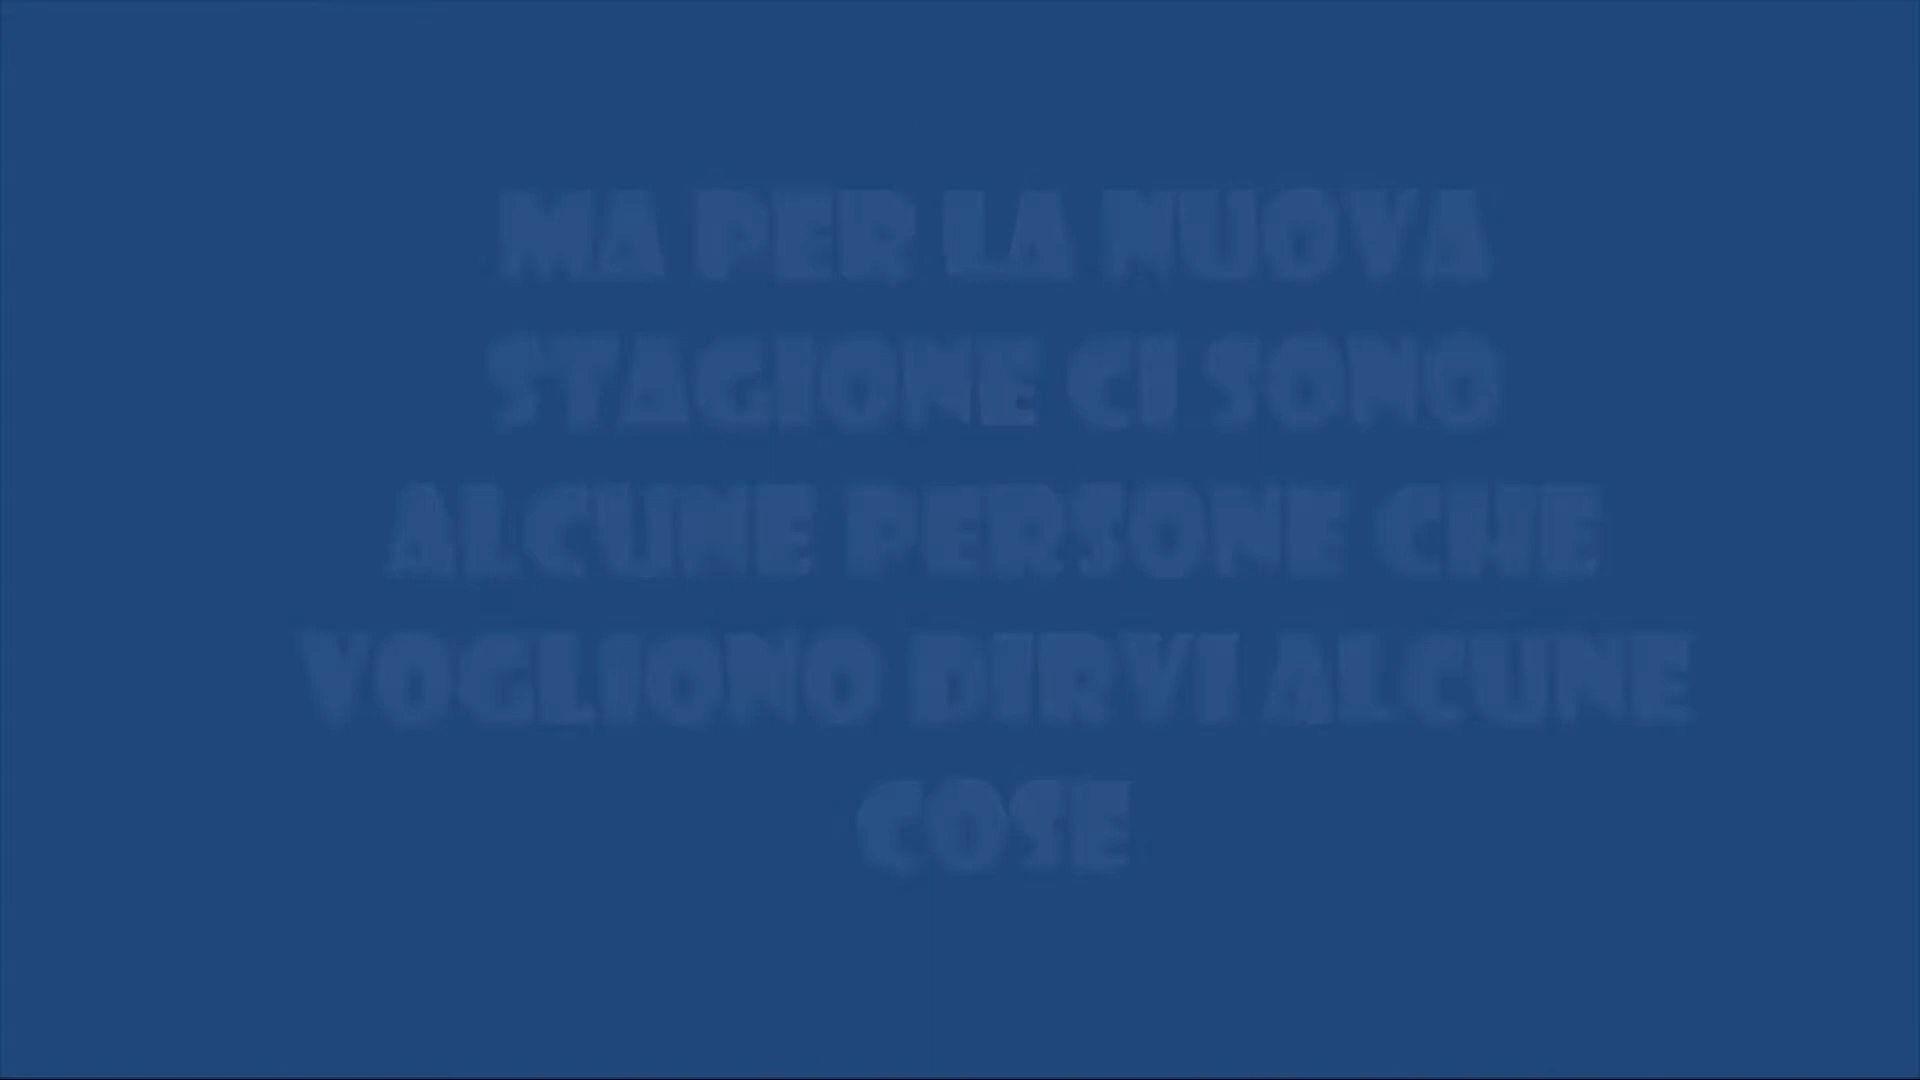 MA PER LA NUOVA
STAGIONE CI SONO
ALCUNE PERSONE CHE
VOGLIONO DIRVI ALCUNE
COSE